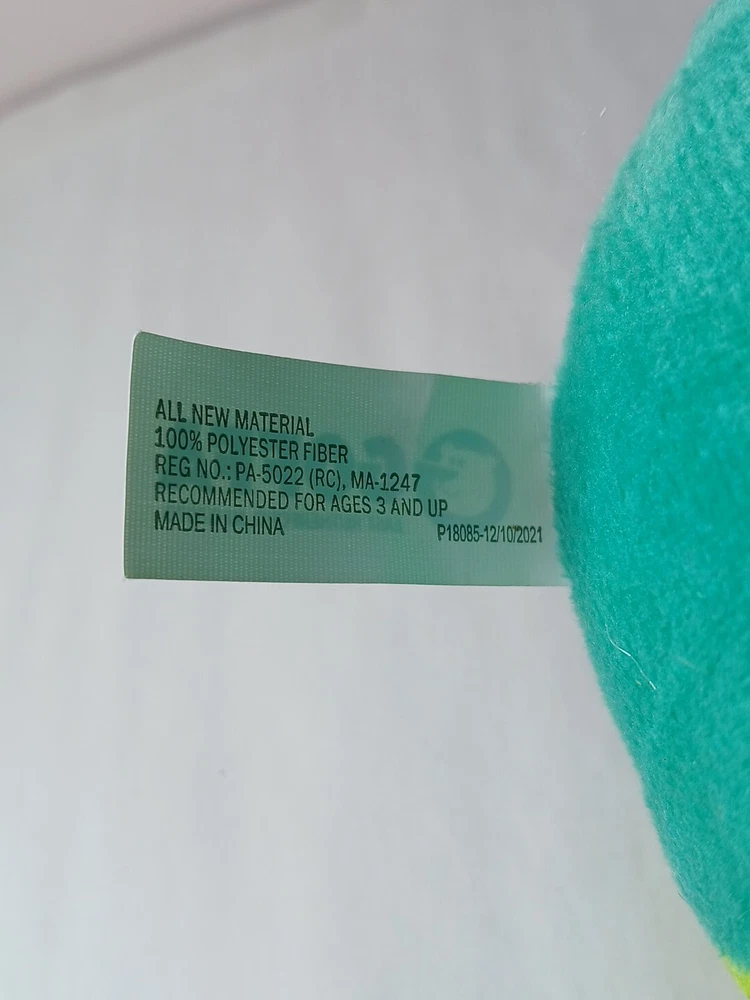 ALL NEW MATERIAL
100% POLYESTER FIBER
REG NO.: PA-5022 (RC), MA-1247
RECOMMENDED FOR AGES 3 AND UP
MADE IN CHINA
P18085-12/10/2021